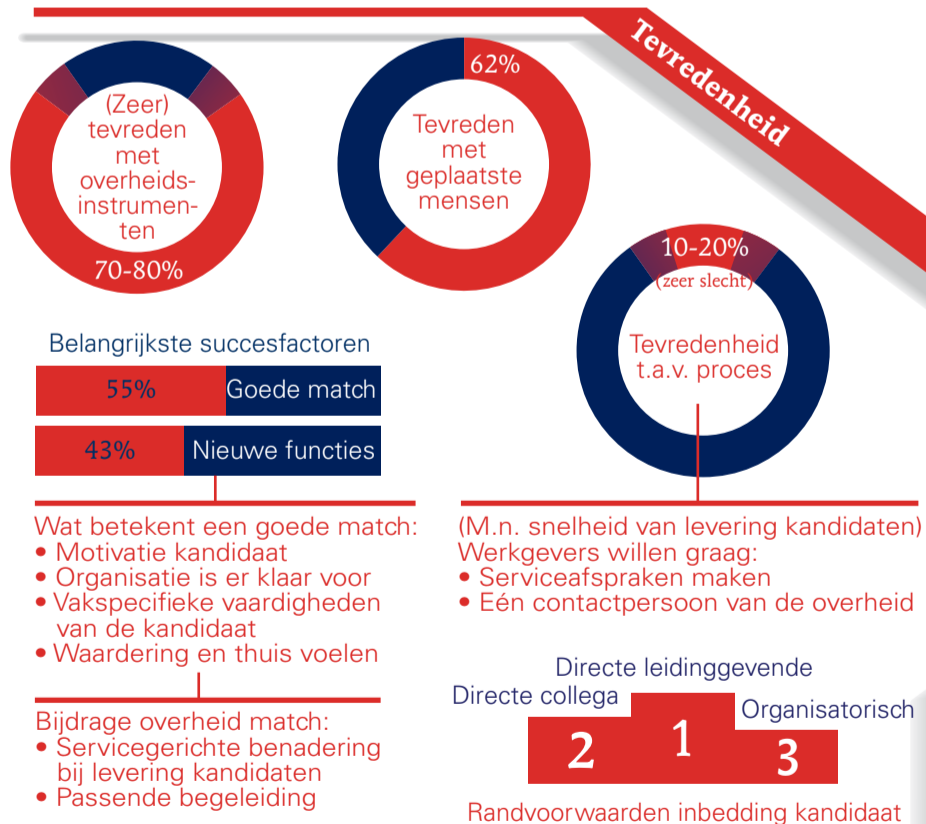 Tevredenheid
(Zeer)
tevreden
met
overheids-
instrumen-
ten
70-80%
62%
Tevreden
met
geplaatste
mensen
10-20%
(zeer slecht)
Tevredenheid
t.a.v. proces
Belangrijkste succesfactoren
55% Goede match
43% Nieuwe functies
Wat betekent een goede match:
• Motivatie kandidaat
• Organisatie is er klaar voor
• Vakspecifieke vaardigheden
van de kandidaat
• Waardering en thuis voelen
Bijdrage overheid match:
• Servicegerichte benadering
bij levering kandidaten
• Passende begeleiding
(M.n. snelheid van levering kandidaten)
Werkgevers willen graag:
• Serviceafspraken maken
• Eén contactpersoon van de overheid
Directe leidinggevende
Directe collega
Organisatorisch
2 1 3
Randvoorwaarden inbedding kandidaat